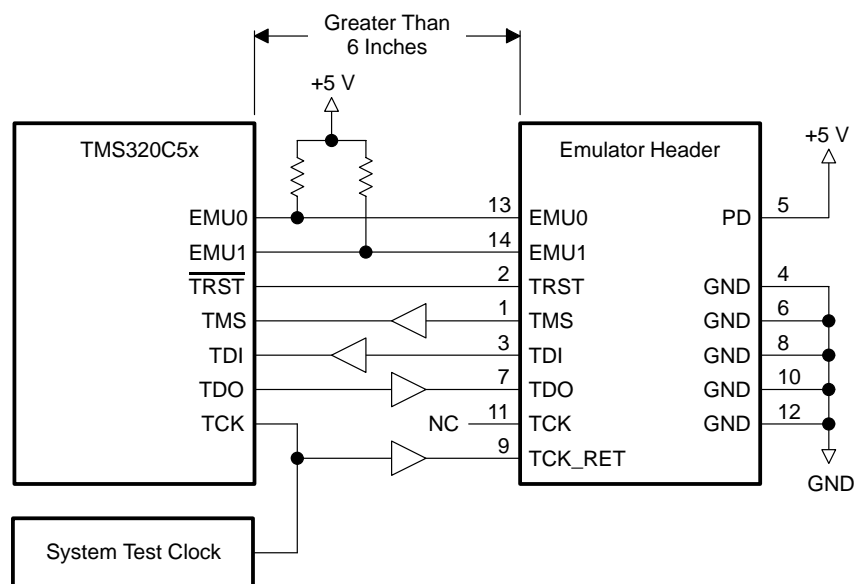 Greater Than
6 Inches
+5 V
+5 V
TMS320C5x
Emulator Header
EMU0
13
EMU0
PD
5
EMU1
14
EMU1
TRST
2
TRST
GND
4
TMS
1
TMS
GND
6
TDI
3
TDI
GND
8
TDO
7
TDO
GND
10
TCK
NC
11
TCK
GND
12
9
TCK_RET
GND
System Test Clock